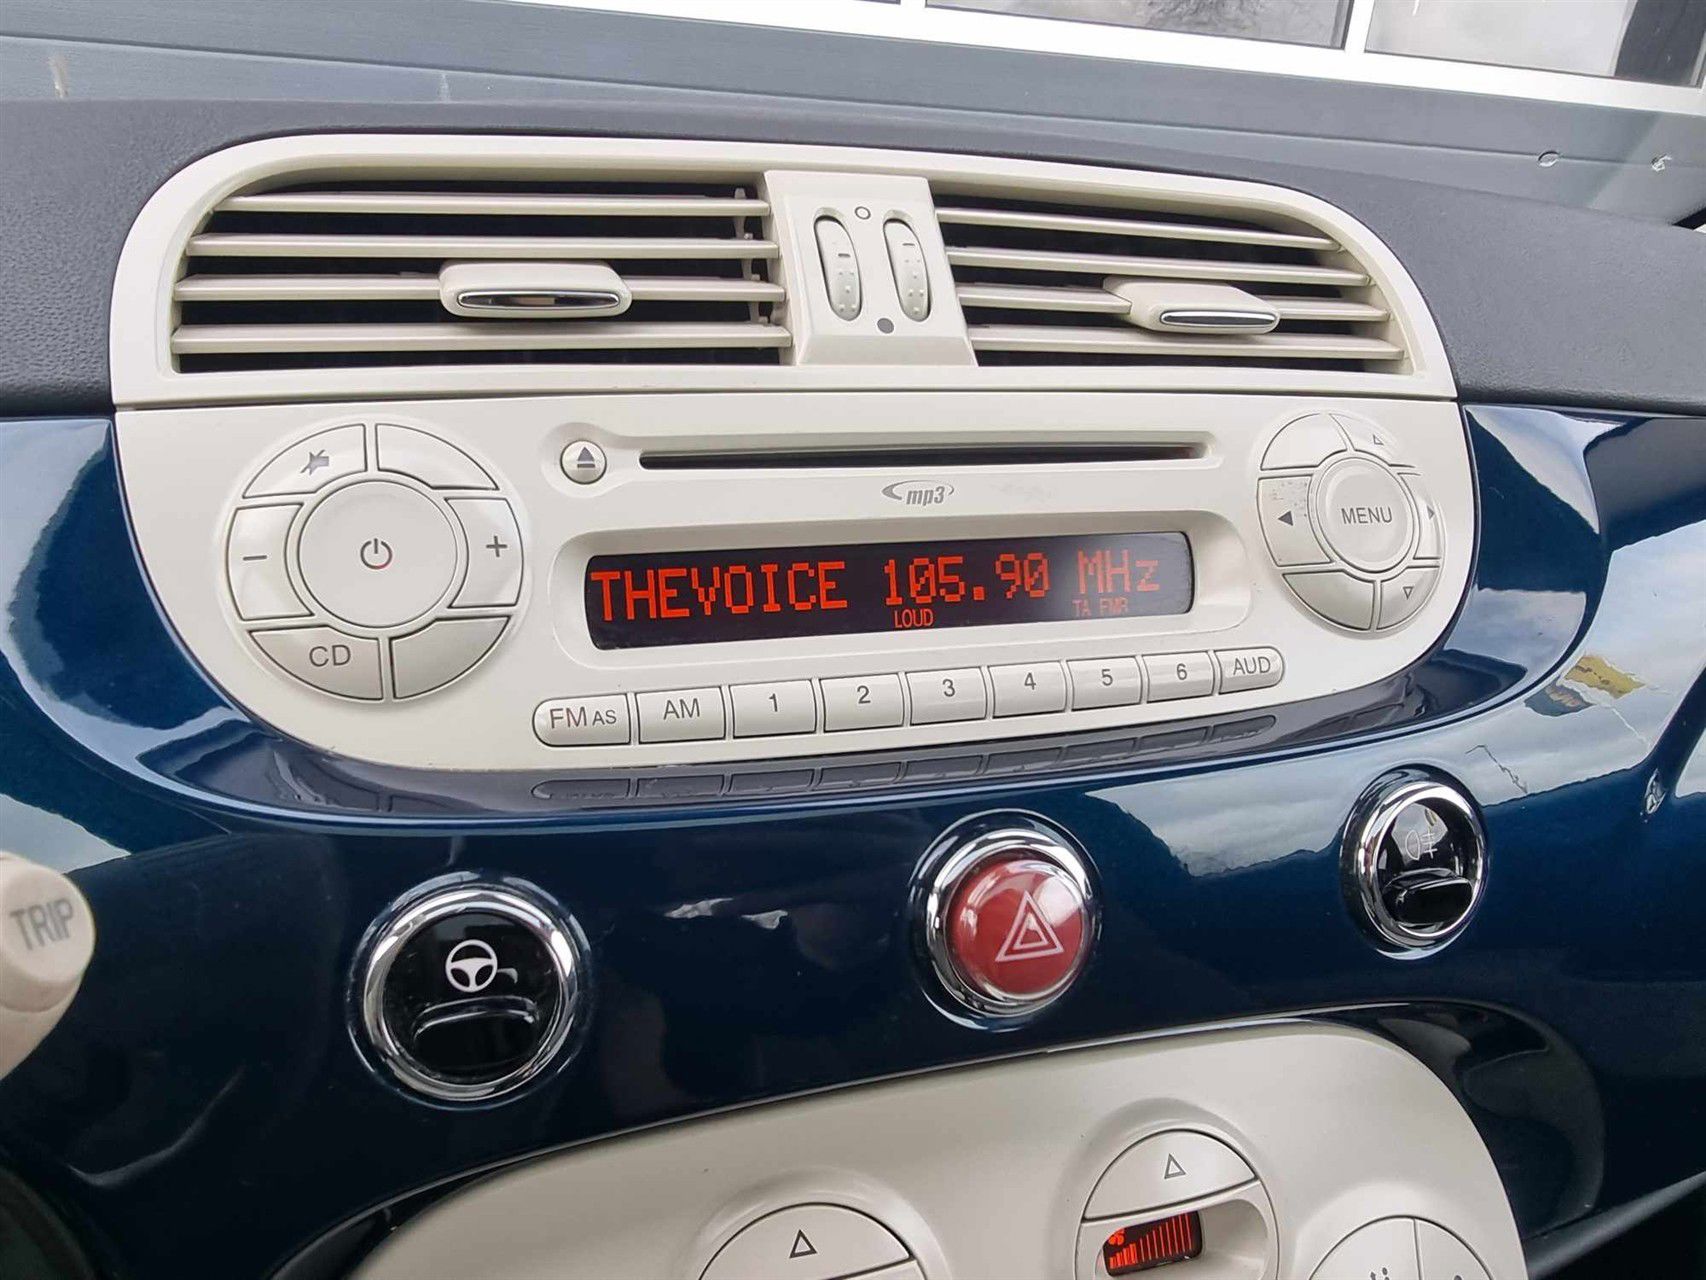 mp3
MENU
THEVOICE 105.90 MHz
LOUD TA FMR
CD
FM AS AM 1 2 3 4 5 6 AUD
TRIP